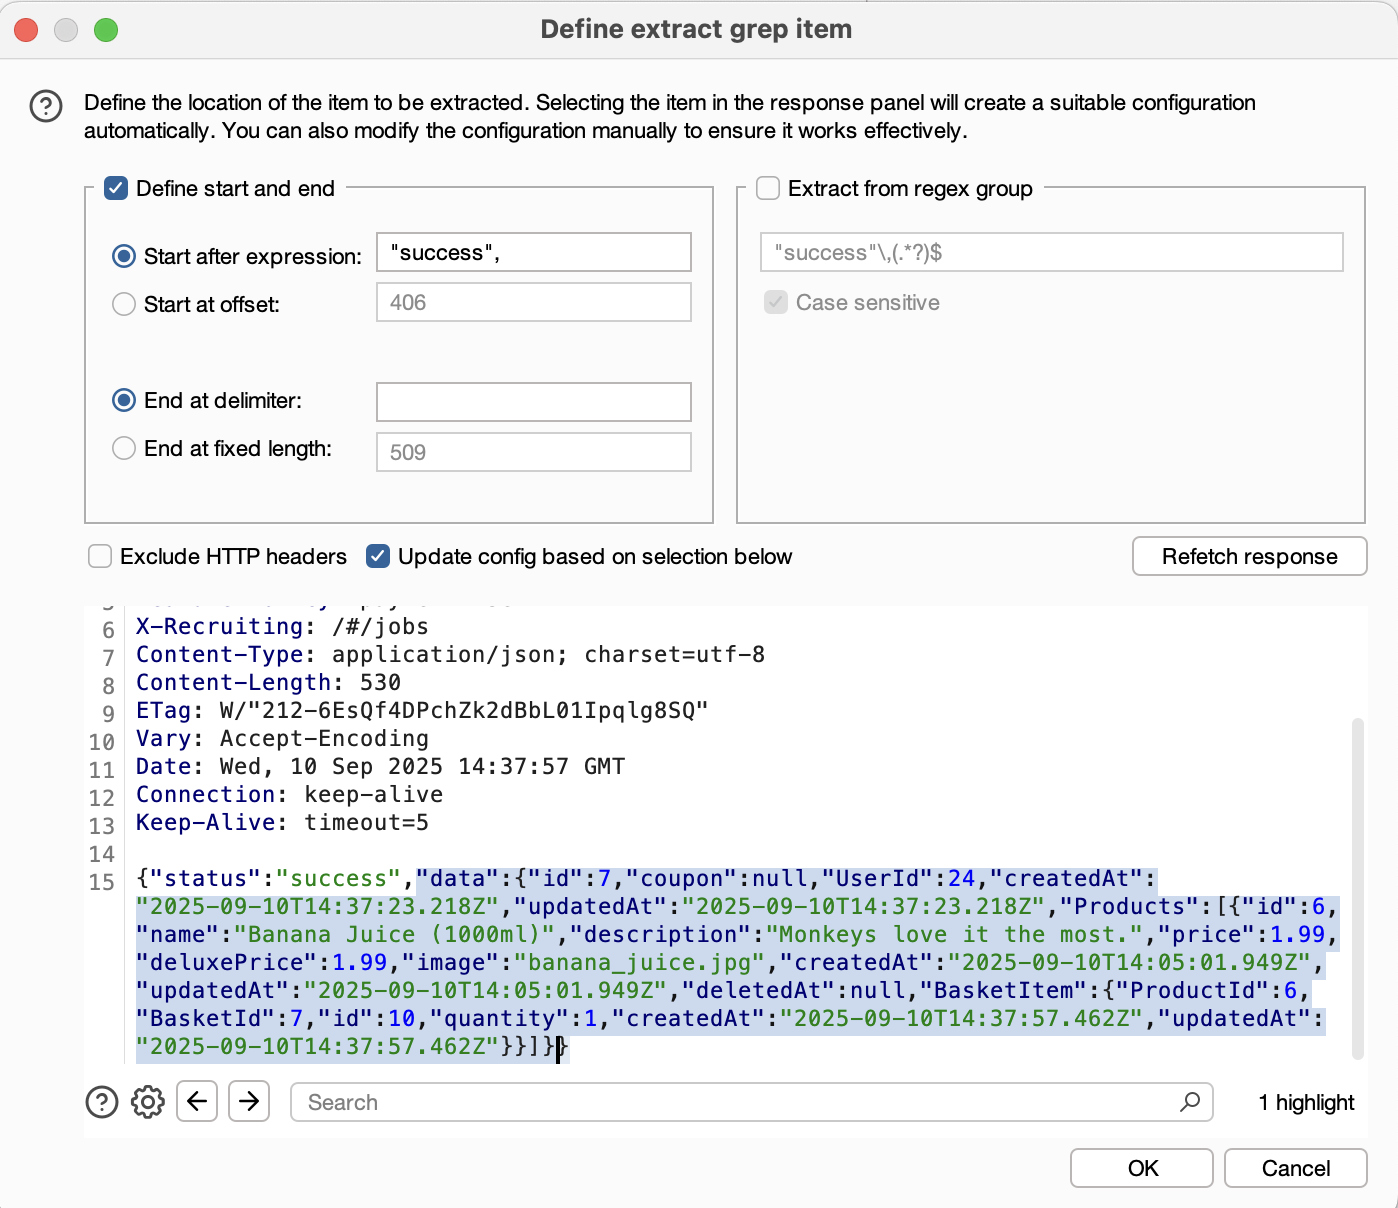 Define extract grep item
Define the location of the item to be extracted. Selecting the item in the response panel will create a suitable configuration
automatically. You can also modify the configuration manually to ensure it works effectively.
Define start and end
Start after expression: "success",
Start at offset: 406
End at delimiter:
End at fixed length: 509
Extract from regex group
"success"\,(.*?)$
Case sensitive
Exclude HTTP headers
Update config based on selection below
Refetch response
6 X-Recruiting: /#/jobs
7 Content-Type: application/json; charset=utf-8
8 Content-Length: 530
9 ETag: W/"212-6EsQf4DPchZk2dBbL01Ipqlg8SQ"
10 Vary: Accept-Encoding
11 Date: Wed, 10 Sep 2025 14:37:57 GMT
12 Connection: keep-alive
13 Keep-Alive: timeout=5
14
15 {"status":"success","data":{"id":7,"coupon":null,"UserId":24,"createdAt":
"2025-09-10T14:37:23.218Z","updatedAt":"2025-09-10T14:37:23.218Z","Products":[{"id":6,
"name":"Banana Juice (1000ml)","description":"Monkeys love it the most.","price":1.99,
"deluxePrice":1.99,"image":"banana_juice.jpg","createdAt":"2025-09-10T14:05:01.949Z",
"updatedAt":"2025-09-10T14:05:01.949Z","deletedAt":null,"BasketItem":{"ProductId":6,
"BasketId":7,"id":10,"quantity":1,"createdAt":"2025-09-10T14:37:57.462Z","updatedAt":
"2025-09-10T14:37:57.462Z"}}]}}
Search
1 highlight
OK
Cancel